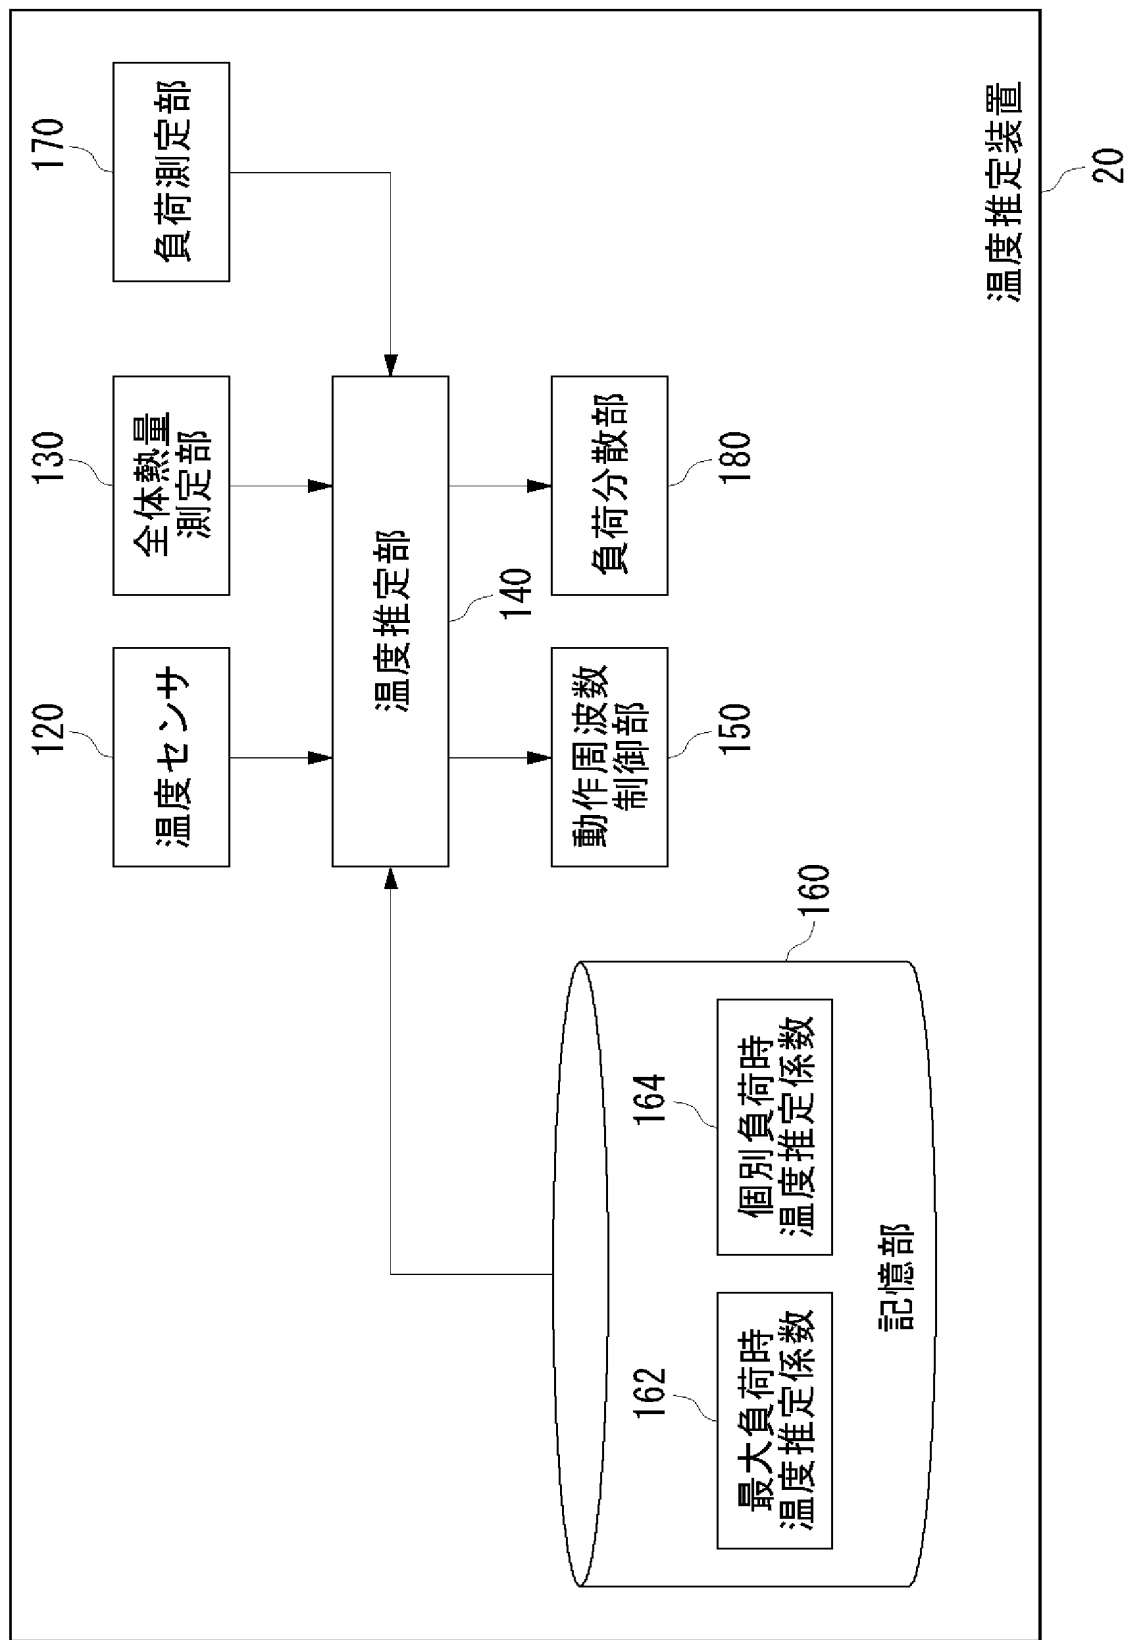 120
温度センサ
130
全体熱量
測定部
170
負荷測定部
温度推定部
140
動作周波数
制御部
150
負荷分散部
180
160
162
最大負荷時
温度推定係数
164
個別負荷時
温度推定係数
記憶部
温度推定装置
20